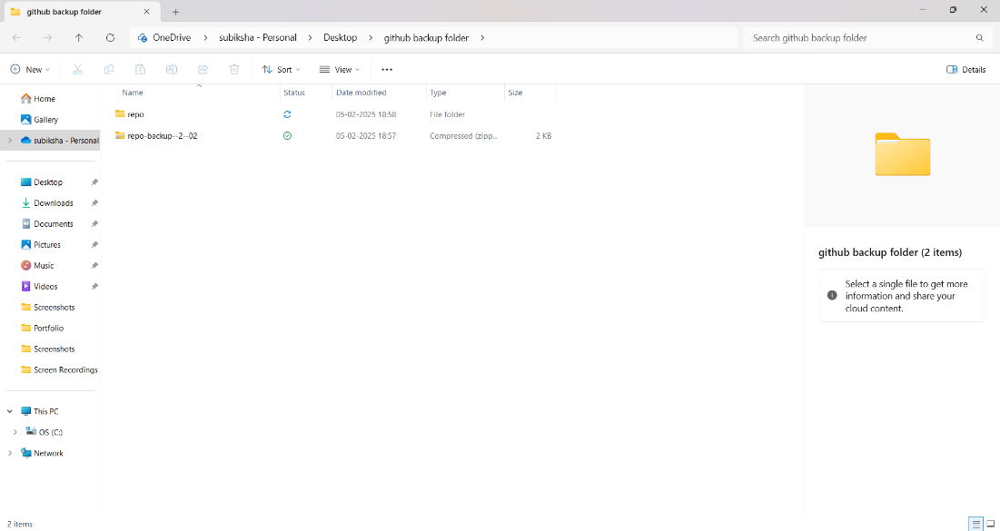 github backup folder
OneDrive > subiksha - Personal > Desktop > github backup folder >
Search github backup folder
New
Sort
View
Details
Name Status Date modified Type Size
repo 05-02-2025 18:58 File folder
repo-backup--2--02 05-02-2025 18:57 Compressed (zipp... 2 KB
Home
Gallery
subiksha - Personal
Desktop
Downloads
Documents
Pictures
Music
Videos
Screenshots
Portfolio
Screenshots
Screen Recordings
This PC
OS (C:)
Network
github backup folder (2 items)
Select a single file to get more
information and share your
cloud content.
2 items